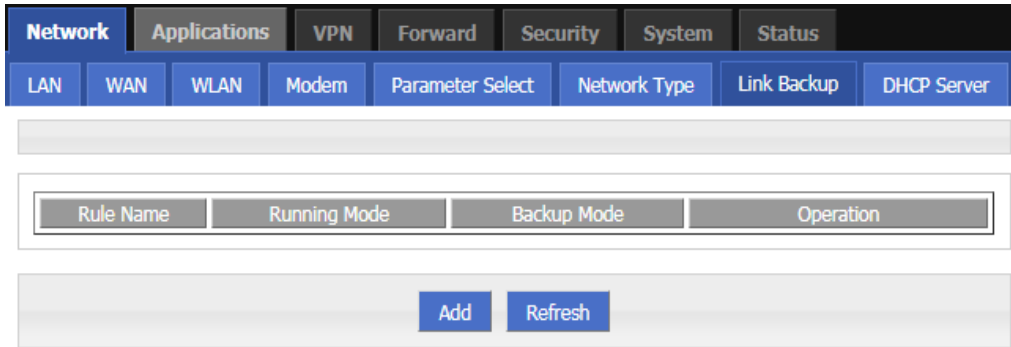 Network Applications VPN Forward Security System Status
LAN WAN WLAN Modem Parameter Select Network Type Link Backup DHCP Server
Rule Name Running Mode Backup Mode Operation
Add Refresh